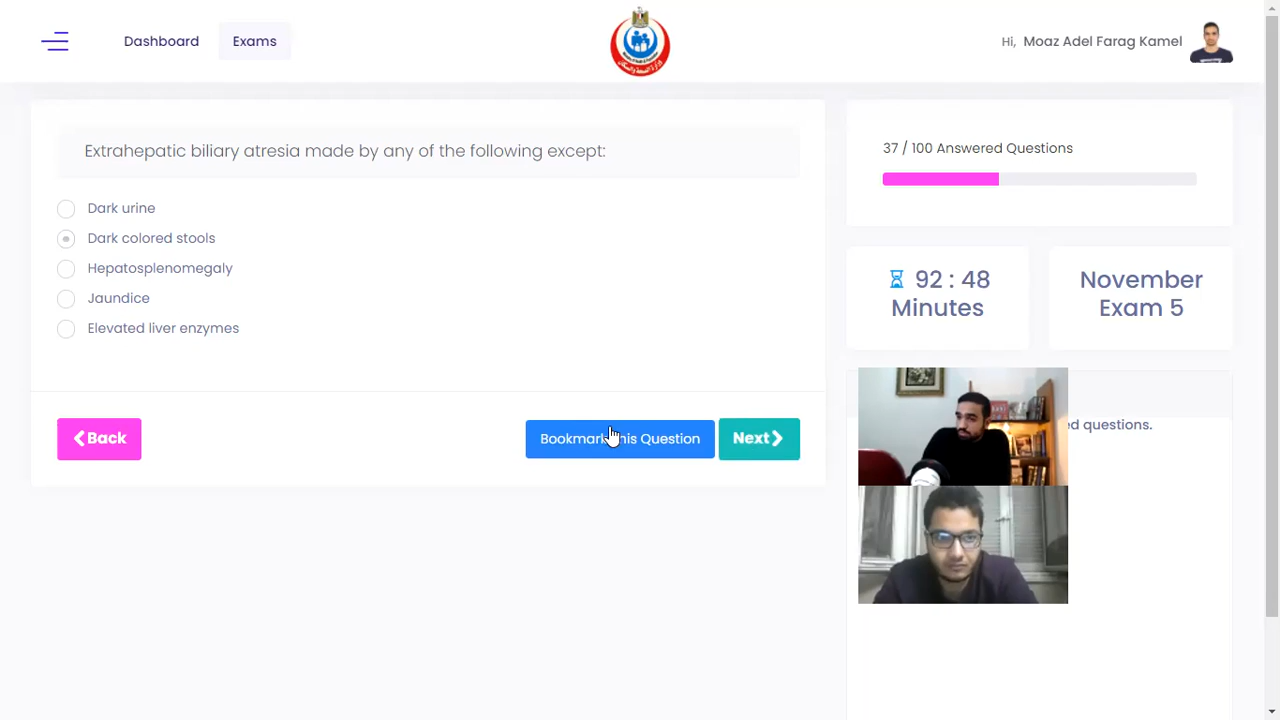 Dashboard
Exams
Hi, Moaz Adel Farag Kamel
Extrahepatic biliary atresia made by any of the following except:
Dark urine
Dark colored stools
Hepatosplenomegaly
Jaundice
Elevated liver enzymes
Back
Bookmark this Question
Next
37 / 100 Answered Questions
92 : 48
Minutes
November
Exam 5
ed questions.